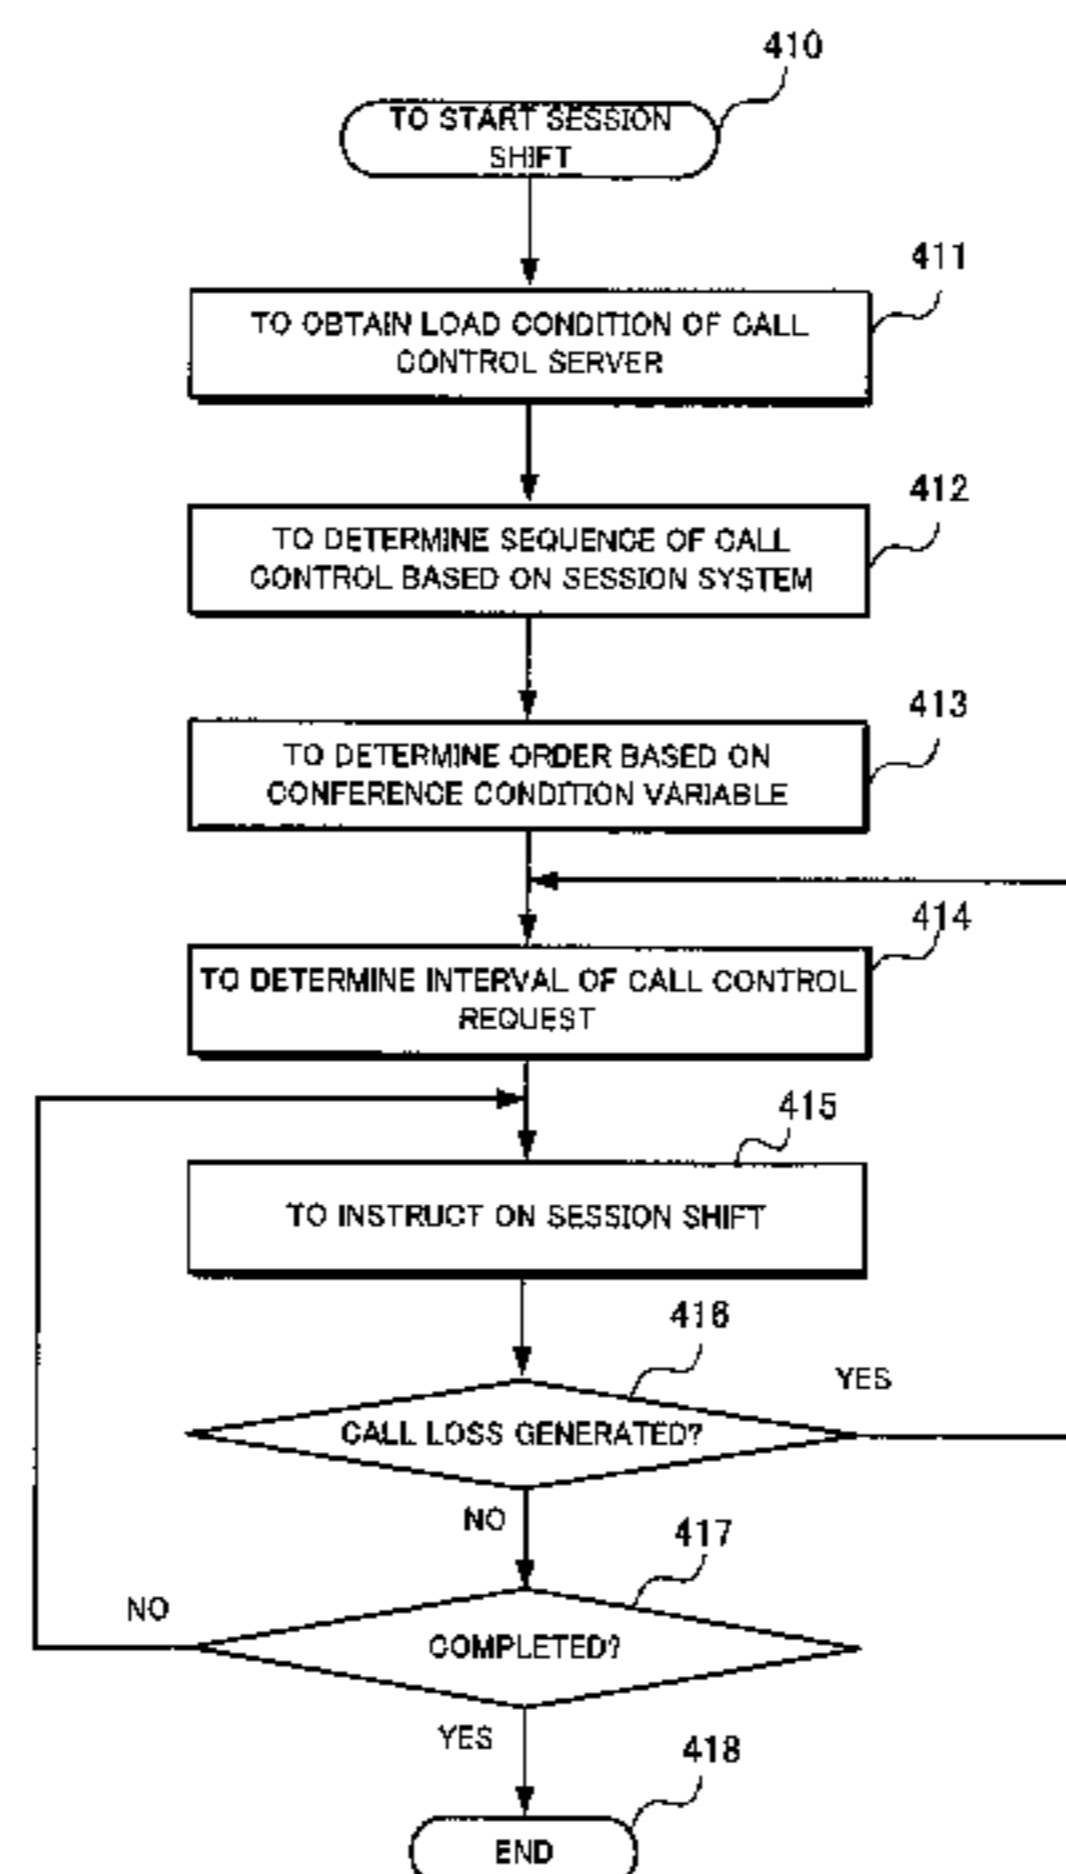 410
TO START SESSION
SHIFT
411
TO OBTAIN LOAD CONDITION OF CALL
CONTROL SERVER
412
TO DETERMINE SEQUENCE OF CALL
CONTROL BASED ON SESSION SYSTEM
413
TO DETERMINE ORDER BASED ON
CONFERENCE CONDITION VARIABLE
414
TO DETERMINE INTERVAL OF CALL CONTROL
REQUEST
415
TO INSTRUCT ON SESSION SHIFT
416
YES
CALL LOSS GENERATED?
NO
417
NO
COMPLETED?
YES
418
END